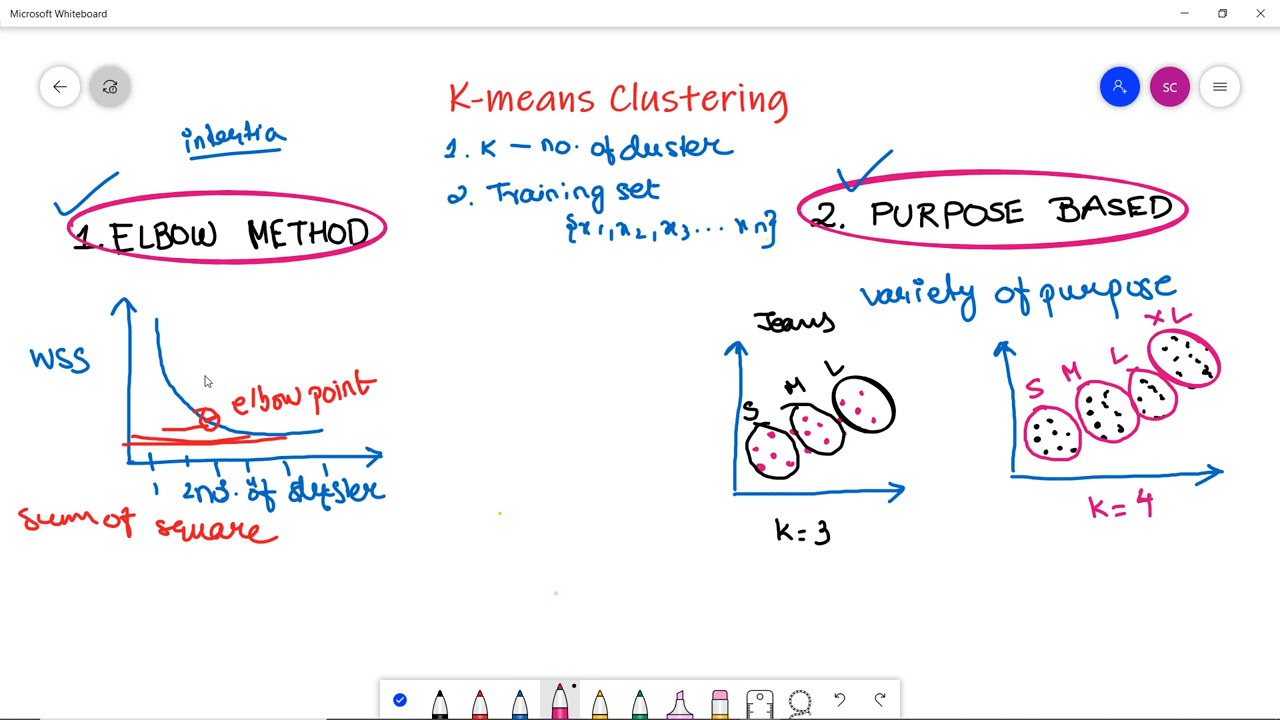 Microsoft Whiteboard
SC
K-means Clustering
intertia
1. K - no. of cluster
2. Training set
{x1, x2, x3 ... xn}
1. ELBOW METHOD
2. PURPOSE BASED
variety of purpose
WSS
elbow point
1 2
no. of cluster
sum of square
Jeans
S M L
K = 3
S M L XL
K = 4